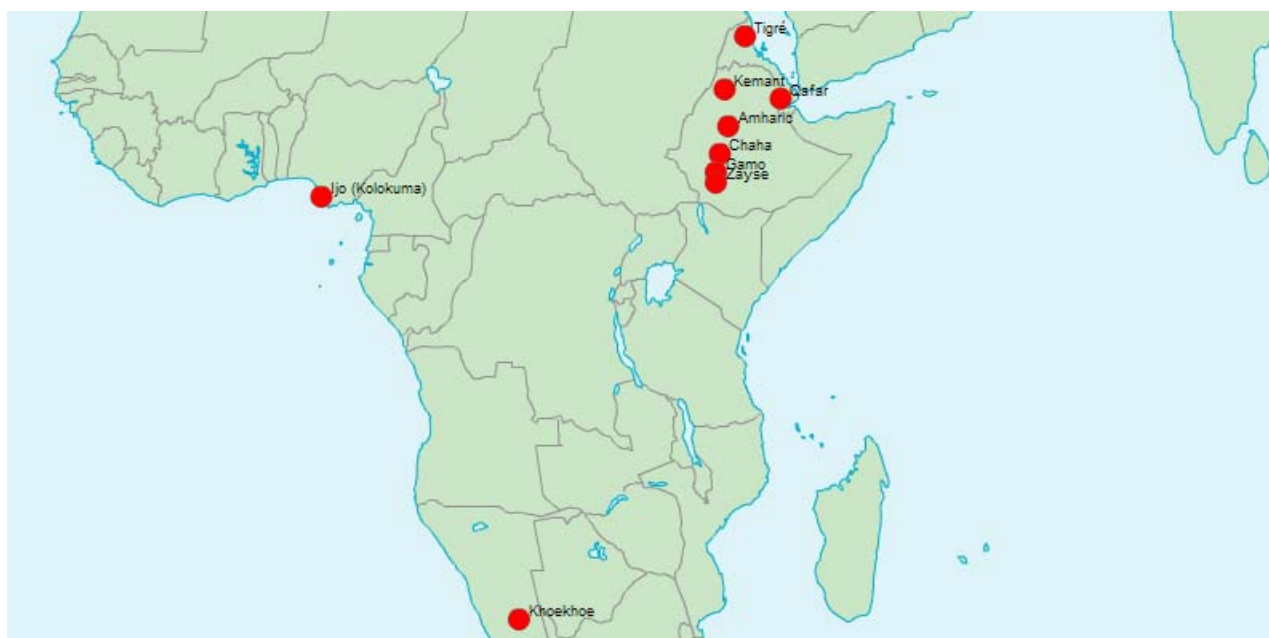 Tigré
Kemant
Qafar
Amharic
Chaha
Gamo
Zayse
Ijo (Kolokuma)
Khoekhoe